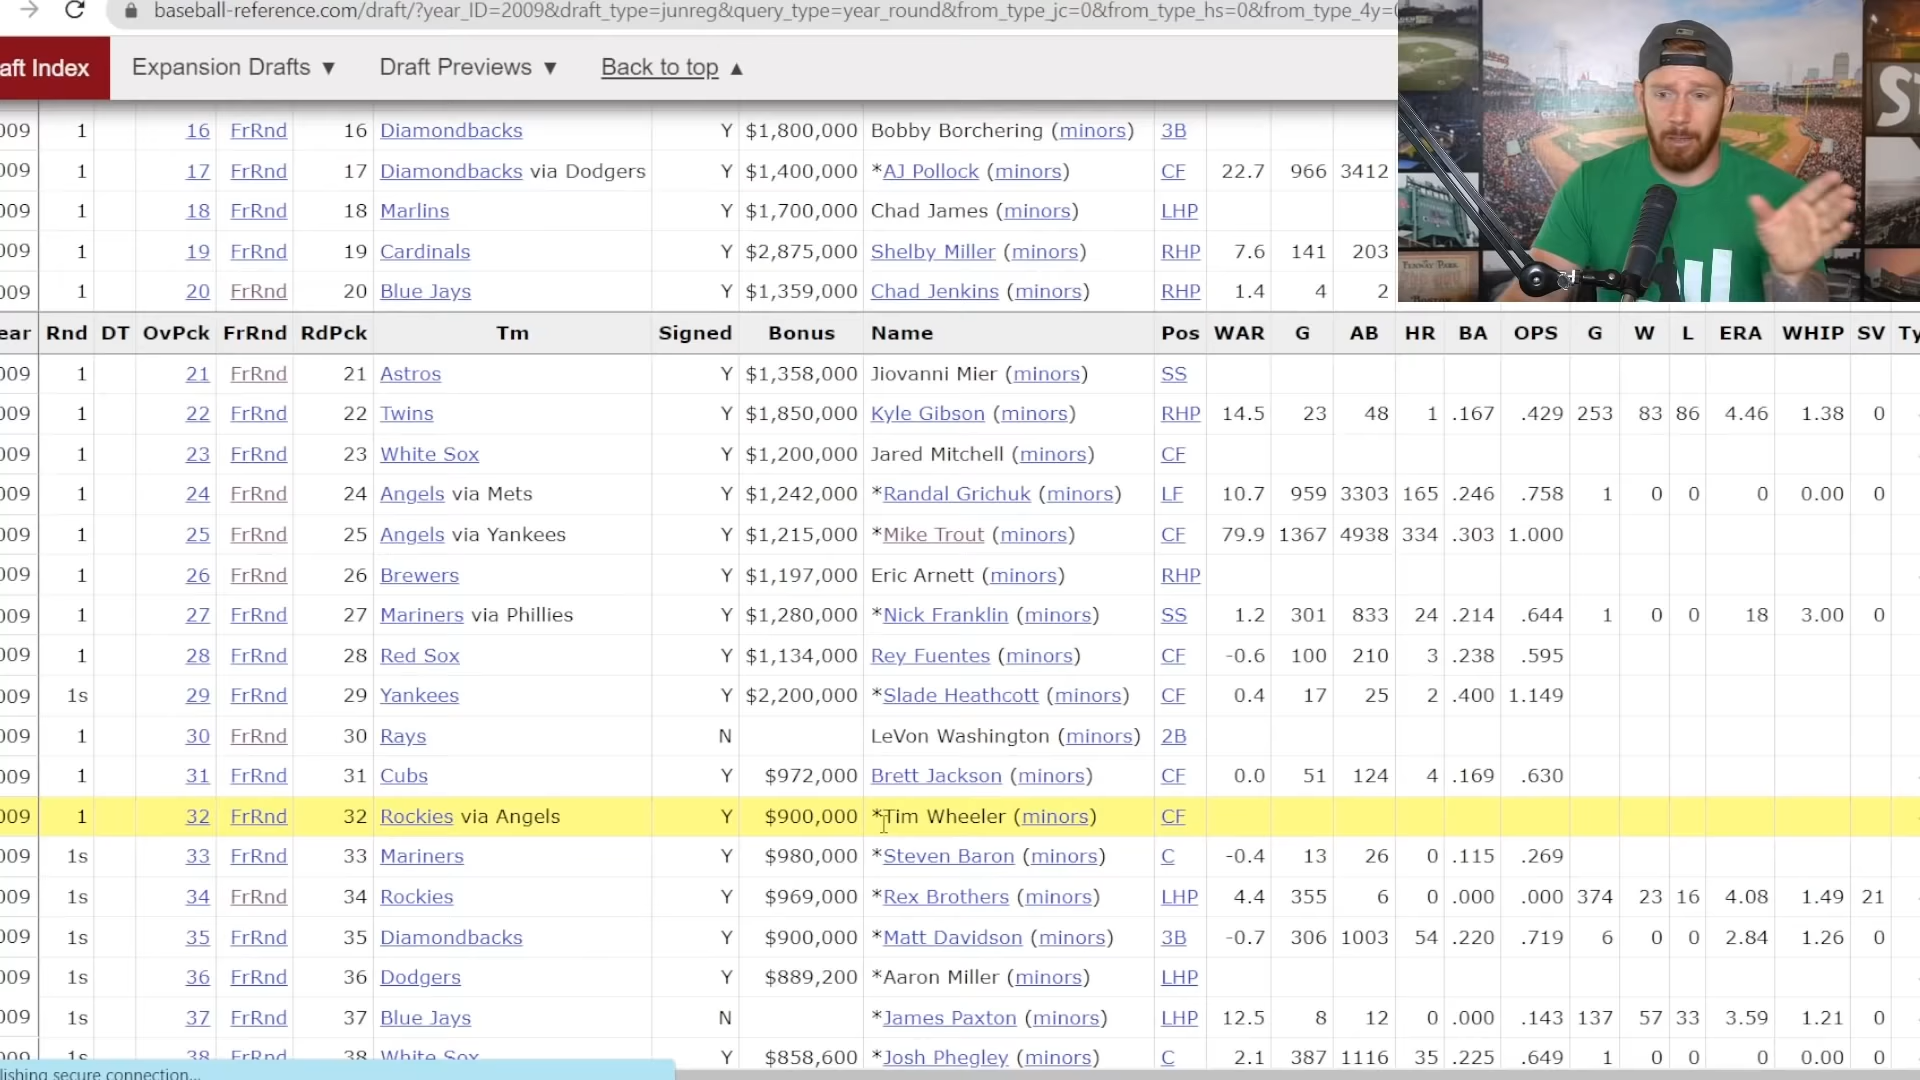 baseball-reference.com/draft/?year_ID=2009&draft_type=junreg&query_type=year_round&from_type_jc=0&from_type_hs=0&from_type_4y=
aft Index Expansion Drafts ▼ Draft Previews ▼ Back to top ▲
009 1 16 FrRnd 16 Diamondbacks Y $1,800,000 Bobby Borchering (minors) 3B
009 1 17 FrRnd 17 Diamondbacks via Dodgers Y $1,400,000 *AJ Pollock (minors) CF 22.7 966 3412
009 1 18 FrRnd 18 Marlins Y $1,700,000 Chad James (minors) LHP
009 1 19 FrRnd 19 Cardinals Y $2,875,000 Shelby Miller (minors) RHP 7.6 141 203
009 1 20 FrRnd 20 Blue Jays Y $1,359,000 Chad Jenkins (minors) RHP 1.4 4 2
ear Rnd DT OvPck FrRnd RdPck Tm Signed Bonus Name Pos WAR G AB HR BA OPS G W L ERA WHIP SV Ty
009 1 21 FrRnd 21 Astros Y $1,358,000 Jiovanni Mier (minors) SS
009 1 22 FrRnd 22 Twins Y $1,850,000 Kyle Gibson (minors) RHP 14.5 23 48 1 .167 .429 253 83 86 4.46 1.38 0
009 1 23 FrRnd 23 White Sox Y $1,200,000 Jared Mitchell (minors) CF
009 1 24 FrRnd 24 Angels via Mets Y $1,242,000 *Randal Grichuk (minors) LF 10.7 959 3303 165 .246 .758 1 0 0 0 0.00 0
009 1 25 FrRnd 25 Angels via Yankees Y $1,215,000 *Mike Trout (minors) CF 79.9 1367 4938 334 .303 1.000
009 1 26 FrRnd 26 Brewers Y $1,197,000 Eric Arnett (minors) RHP
009 1 27 FrRnd 27 Mariners via Phillies Y $1,280,000 *Nick Franklin (minors) SS 1.2 301 833 24 .214 .644 1 0 0 18 3.00 0
009 1 28 FrRnd 28 Red Sox Y $1,134,000 Rey Fuentes (minors) CF -0.6 100 210 3 .238 .595
009 1s 29 FrRnd 29 Yankees Y $2,200,000 *Slade Heathcott (minors) CF 0.4 17 25 2 .400 1.149
009 1 30 FrRnd 30 Rays N LeVon Washington (minors) 2B
009 1 31 FrRnd 31 Cubs Y $972,000 Brett Jackson (minors) CF 0.0 51 124 4 .169 .630
009 1 32 FrRnd 32 Rockies via Angels Y $900,000 *Tim Wheeler (minors) CF
009 1s 33 FrRnd 33 Mariners Y $980,000 *Steven Baron (minors) C -0.4 13 26 0 .115 .269
009 1s 34 FrRnd 34 Rockies Y $969,000 *Rex Brothers (minors) LHP 4.4 355 6 0 .000 .000 374 23 16 4.08 1.49 21
009 1s 35 FrRnd 35 Diamondbacks Y $900,000 *Matt Davidson (minors) 3B -0.7 306 1003 54 .220 .719 6 0 0 2.84 1.26 0
009 1s 36 FrRnd 36 Dodgers Y $889,200 *Aaron Miller (minors) LHP
009 1s 37 FrRnd 37 Blue Jays N *James Paxton (minors) LHP 12.5 8 12 0 .000 .143 137 57 33 3.59 1.21 0
009 1s 38 FrRnd 38 White Sox Y $858,600 *Josh Phegley (minors) C 2.1 387 1116 35 .225 .649 1 0 0 0 0.00 0
lishing secure connection...
FENWAY PARK